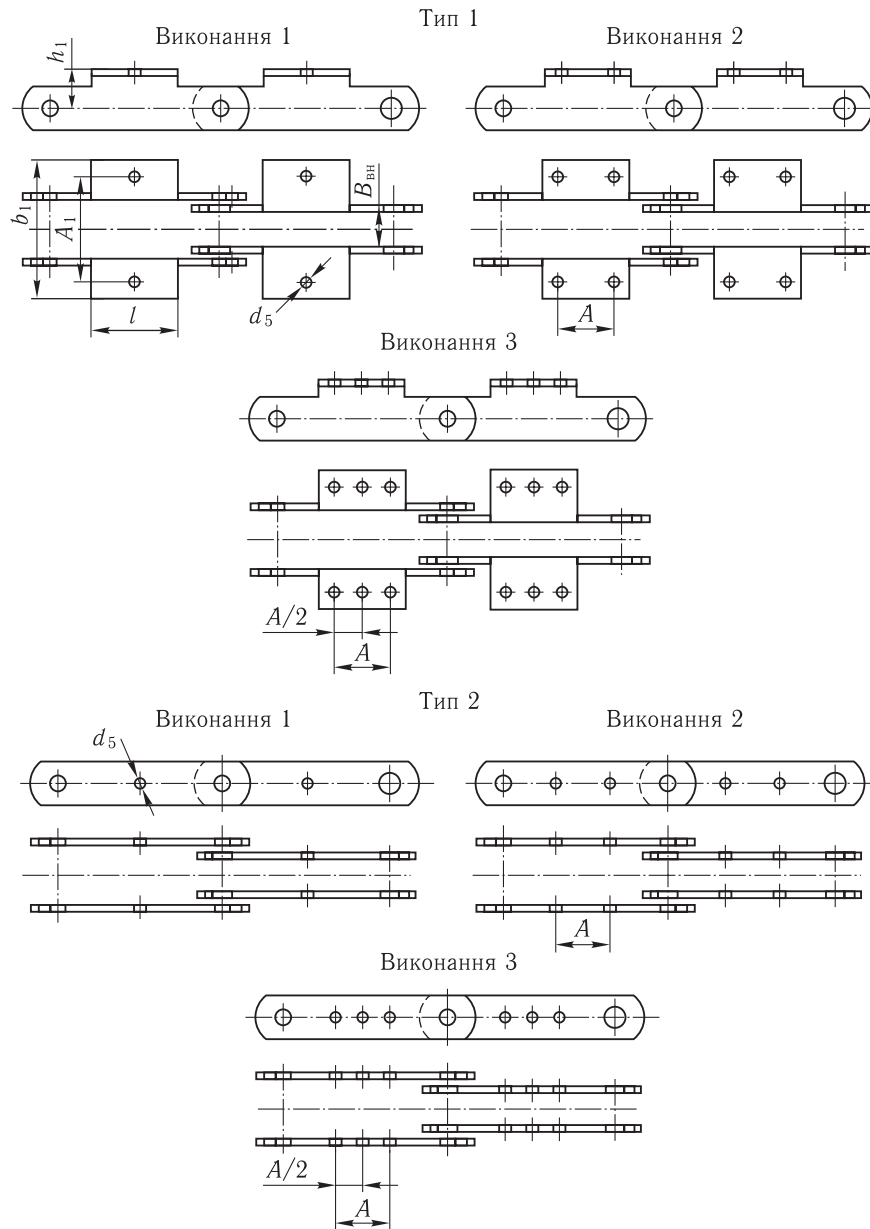 Тип 1
Виконання 1
Виконання 2
h₁
b₁
A₁
Bвн
l
d₅
A
Виконання 3
A/2
A
Тип 2
Виконання 1
Виконання 2
d₅
A
Виконання 3
A/2
A